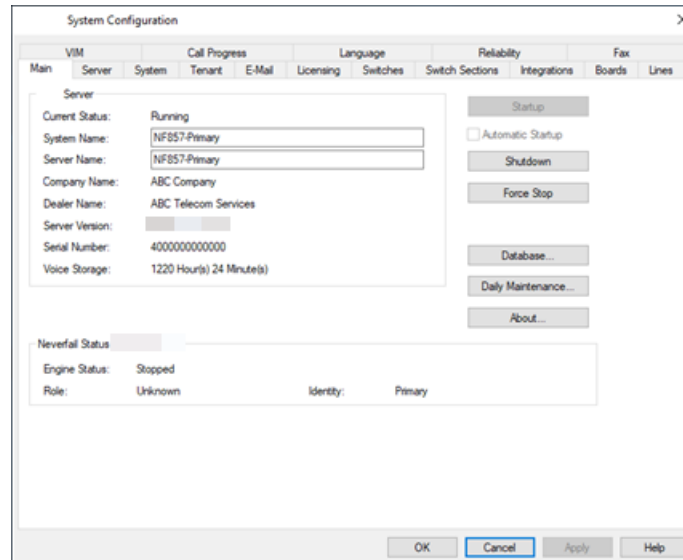 System Configuration
VIM Call Progress Language Reliability Fax
Main Server System Tenant E-Mail Licensing Switches Switch Sections Integrations Boards Lines
Server
Current Status: Running
System Name: NF857-Primary
Server Name: NF857-Primary
Company Name: ABC Company
Dealer Name: ABC Telecom Services
Server Version:
Serial Number: 4000000000000
Voice Storage: 1220 Hour(s) 24 Minute(s)
Startup
Automatic Startup
Shutdown
Force Stop
Database...
Daily Maintenance...
About...
Neverfail Status
Engine Status: Stopped
Role: Unknown Identity: Primary
OK Cancel Apply Help